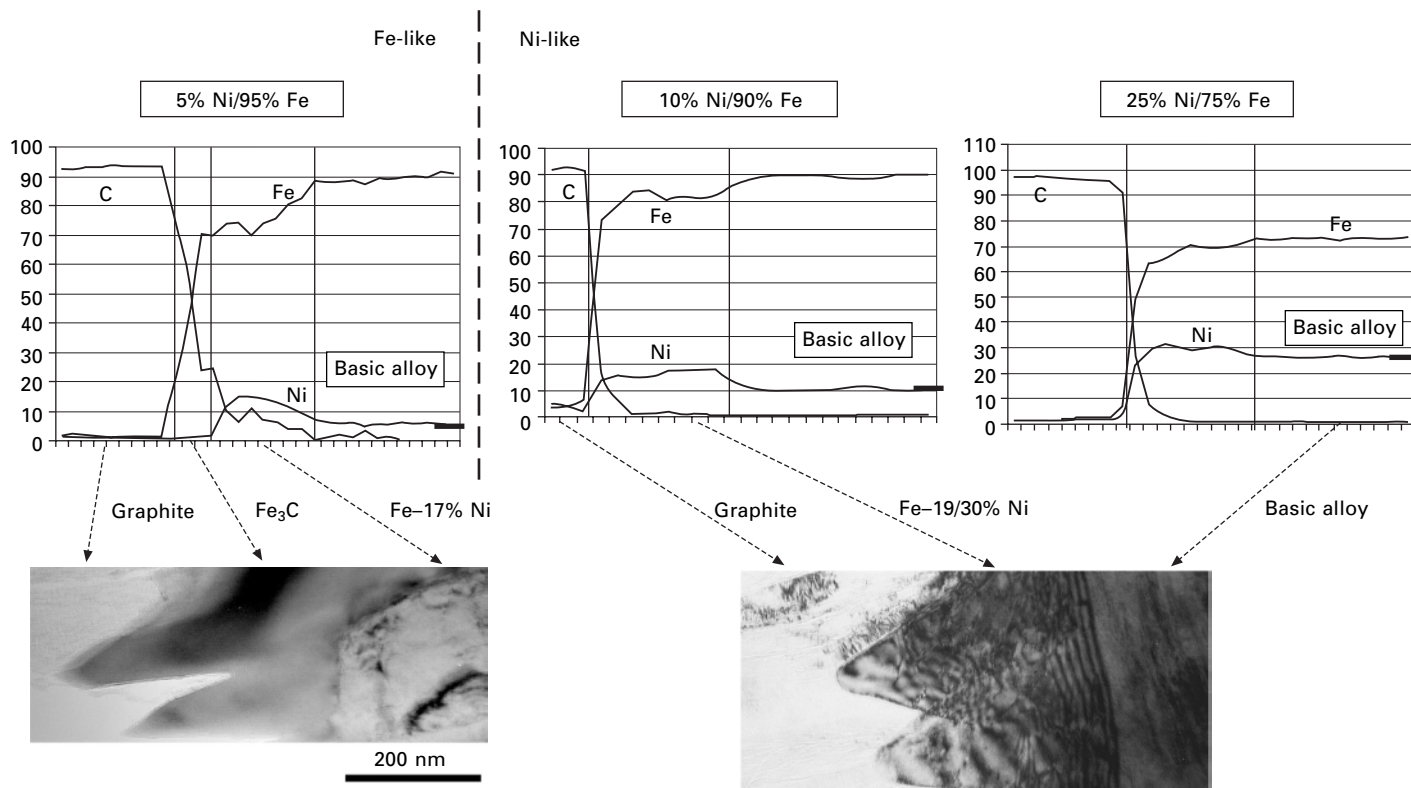 Fe-like
Ni-like
5% Ni/95% Fe
10% Ni/90% Fe
25% Ni/75% Fe
100
90
80
70
60
50
40
30
20
10
0
C
Fe
Ni
Basic alloy
100
90
80
70
60
50
40
30
20
10
0
C
Fe
Ni
Basic alloy
110
100
90
80
70
60
50
40
30
20
10
0
C
Fe
Ni
Basic alloy
Graphite
Fe₃C
Fe–17% Ni
Graphite
Fe–19/30% Ni
Basic alloy
200 nm